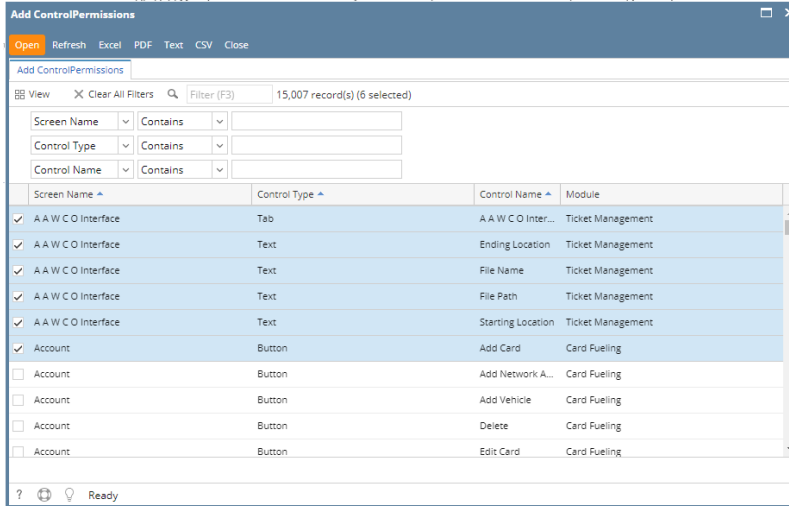 Add ControlPermissions
Open Refresh Excel PDF Text CSV Close
Add ControlPermissions
View Clear All Filters Filter (F3) 15,007 record(s) (6 selected)
Screen Name Contains
Control Type Contains
Control Name Contains
Screen Name Control Type Control Name Module
A A W C O Interface Tab A A W C O Inter... Ticket Management
A A W C O Interface Text Ending Location Ticket Management
A A W C O Interface Text File Name Ticket Management
A A W C O Interface Text File Path Ticket Management
A A W C O Interface Text Starting Location Ticket Management
Account Button Add Card Card Fueling
Account Button Add Network A... Card Fueling
Account Button Add Vehicle Card Fueling
Account Button Delete Card Fueling
Account Button Edit Card Card Fueling
? Ready